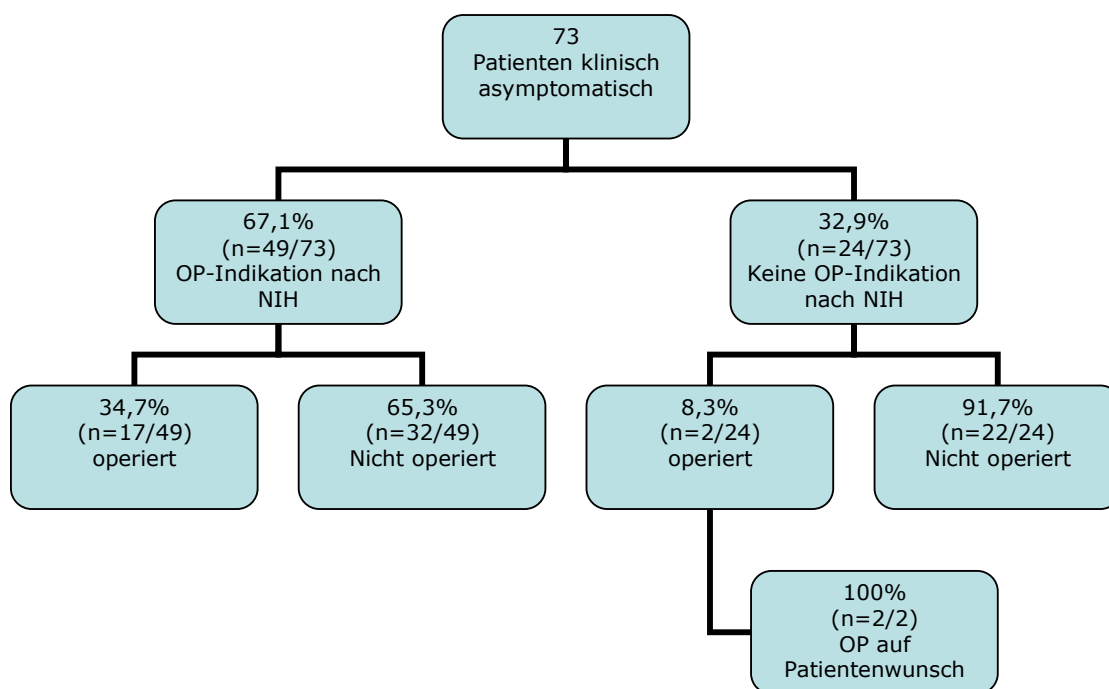 73
Patienten klinisch
asymptomatisch
67,1%
(n=49/73)
OP-Indikation nach
NIH
32,9%
(n=24/73)
Keine OP-Indikation
nach NIH
34,7%
(n=17/49)
operiert
65,3%
(n=32/49)
Nicht operiert
8,3%
(n=2/24)
operiert
91,7%
(n=22/24)
Nicht operiert
100%
(n=2/2)
OP auf
Patientenwunsch